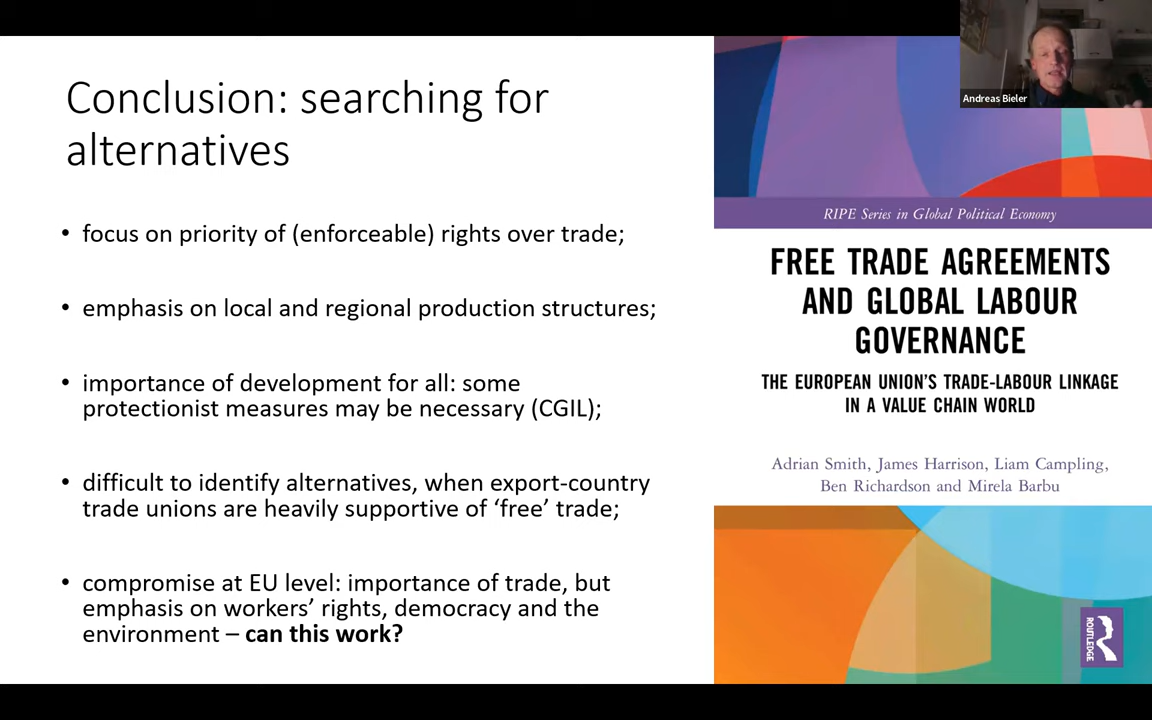 Conclusion: searching for
alternatives
• focus on priority of (enforceable) rights over trade;
• emphasis on local and regional production structures;
• importance of development for all: some
protectionist measures may be necessary (CGIL);
• difficult to identify alternatives, when export-country
trade unions are heavily supportive of ‘free’ trade;
• compromise at EU level: importance of trade, but
emphasis on workers’ rights, democracy and the
environment – can this work?
Andreas Bieler
RIPE Series in Global Political Economy
FREE TRADE AGREEMENTS
AND GLOBAL LABOUR
GOVERNANCE
THE EUROPEAN UNION’S TRADE-LABOUR LINKAGE
IN A VALUE CHAIN WORLD
Adrian Smith, James Harrison, Liam Campling,
Ben Richardson and Mirela Barbu
ROUTLEDGE